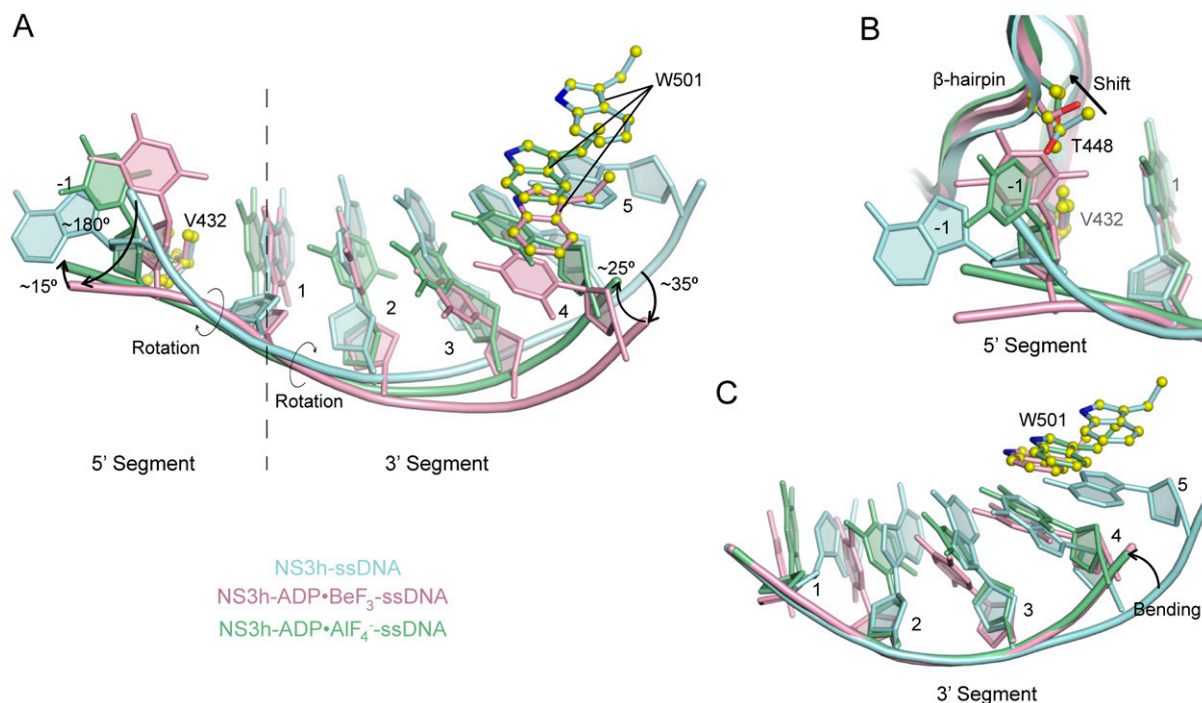 A
W501
-1
~180º
V432
~15º
Rotation
1
2
3
4
5
~25º
~35º
Rotation
5’ Segment
3’ Segment
NS3h-ssDNA
NS3h-ADP•BeF3-ssDNA
NS3h-ADP•AlF4⁻-ssDNA
B
β-hairpin
Shift
T448
-1
-1
1
V432
5’ Segment
C
W501
5
4
1
2
3
Bending
3’ Segment